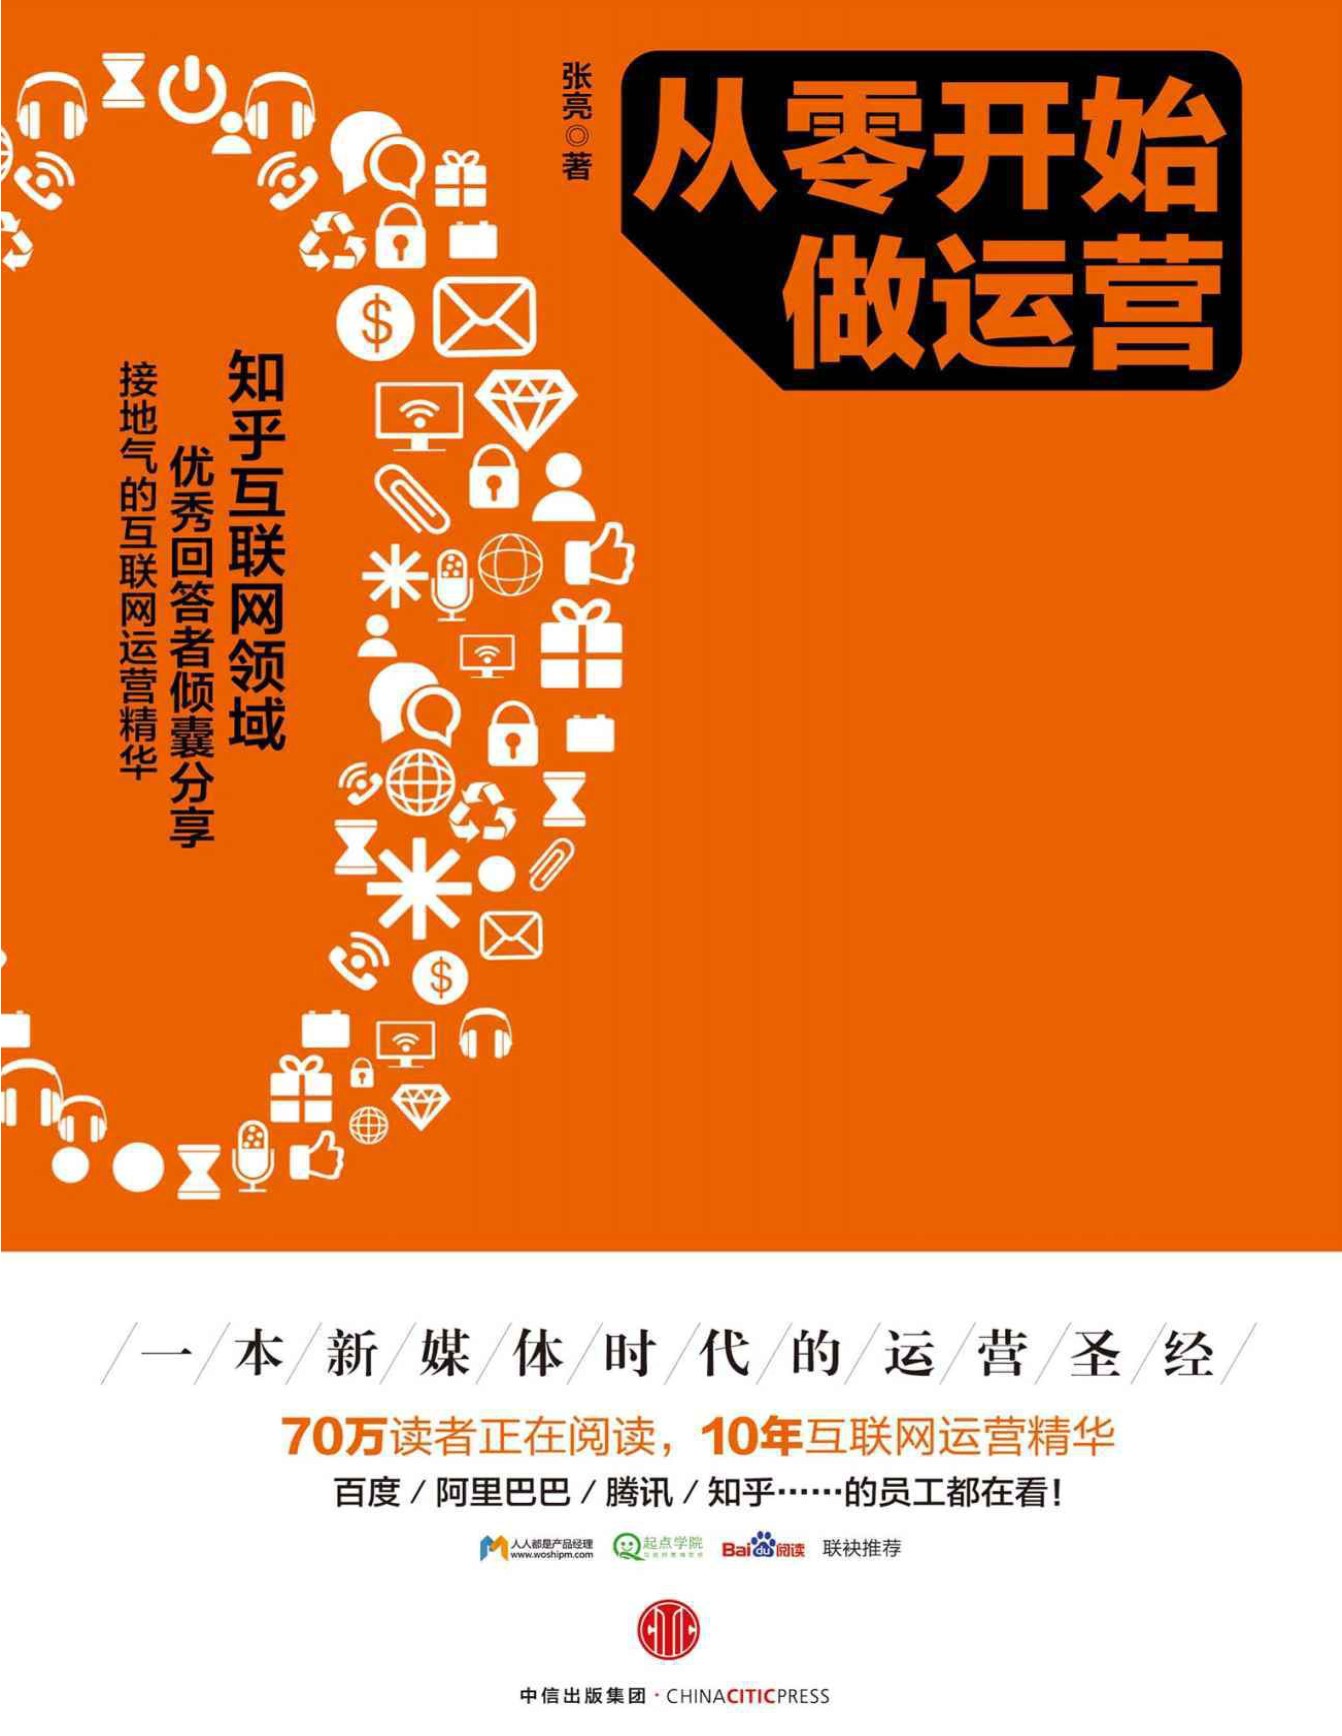 张亮◎著
从零开始
做运营
知乎互联网领域
优秀回答者倾囊分享
接地气的互联网运营精华
一/本/新/媒/体/时/代/的/运/营/圣/经
70万读者正在阅读，10年互联网运营精华
百度/阿里巴巴/腾讯/知乎……的员工都在看！
人人都是产品经理
www.woshipm.com
起点学院
Baidu阅读
联袂推荐
中信出版集团·CHINACITICPRESS